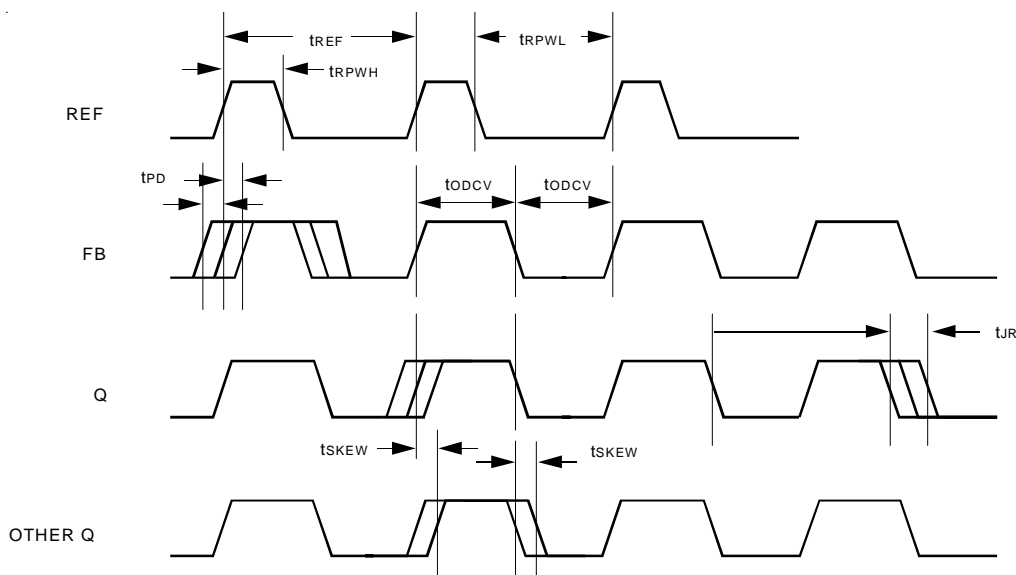 tREF
tRPWL
tRPWH
REF
tPD
tODCV
tODCV
FB
tJR
Q
tSKEW
tSKEW
OTHER Q